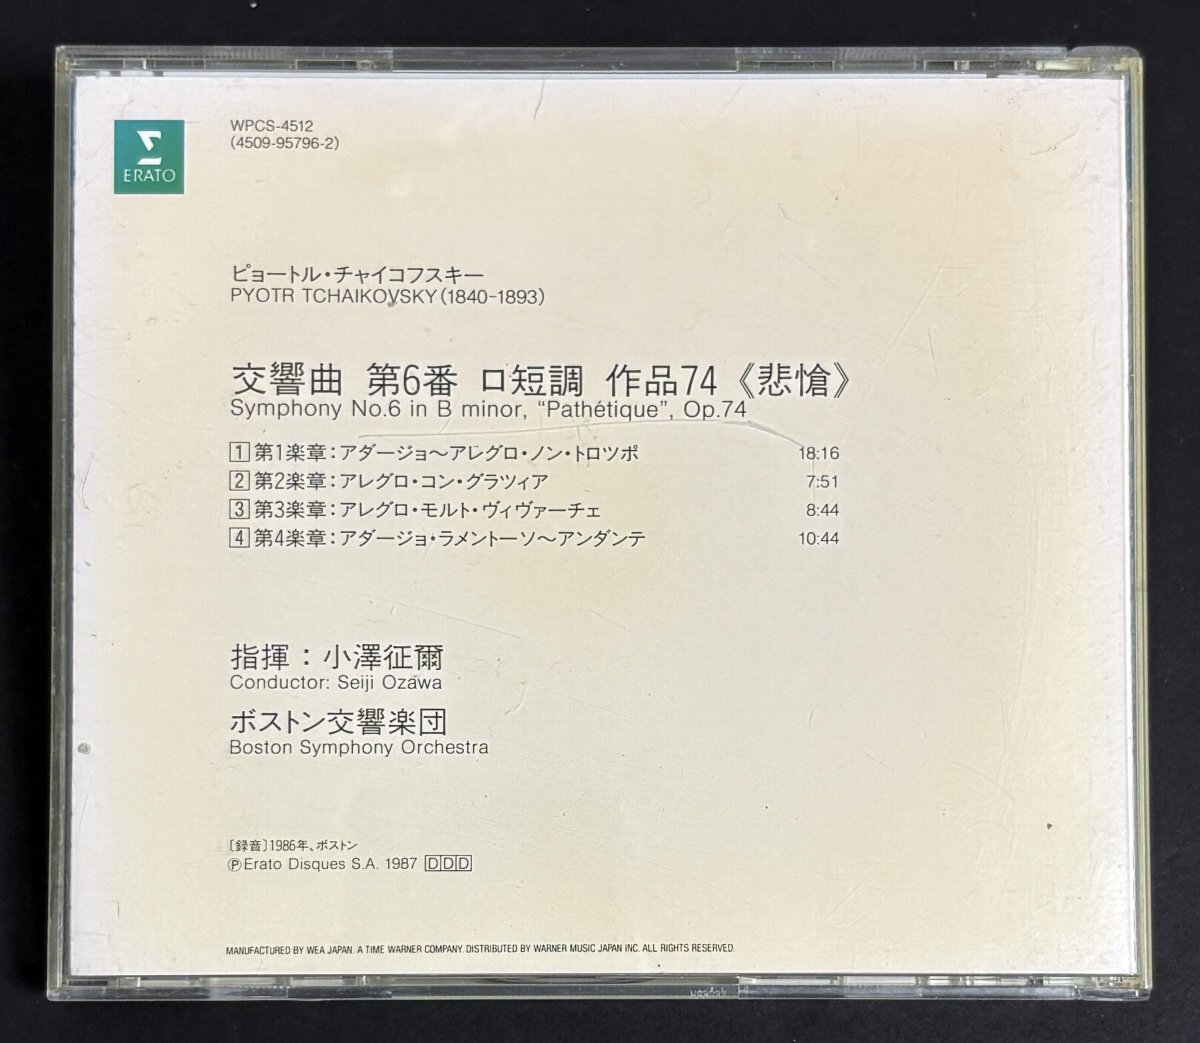 WPCS-4512
(4509-95796-2)
ERATO
ピョートル・チャイコフスキー
PYOTR TCHAIKOVSKY (1840-1893)
交響曲 第6番 ロ短調 作品74《悲愴》
Symphony No.6 in B minor, “Pathétique”, Op.74
1 第1楽章：アダージョ〜アレグロ・ノン・トロツポ 18:16
2 第2楽章：アレグロ・コン・グラツィア 7:51
3 第3楽章：アレグロ・モルト・ヴィヴァーチェ 8:44
4 第4楽章：アダージョ・ラメントーソ〜アンダンテ 10:44
指揮：小澤征爾
Conductor: Seiji Ozawa
ボストン交響楽団
Boston Symphony Orchestra
〔録音〕1986年、ボストン
ⓅErato Disques S.A. 1987 DDD
MANUFACTURED BY WEA JAPAN. A TIME WARNER COMPANY. DISTRIBUTED BY WARNER MUSIC JAPAN INC. ALL RIGHTS RESERVED.